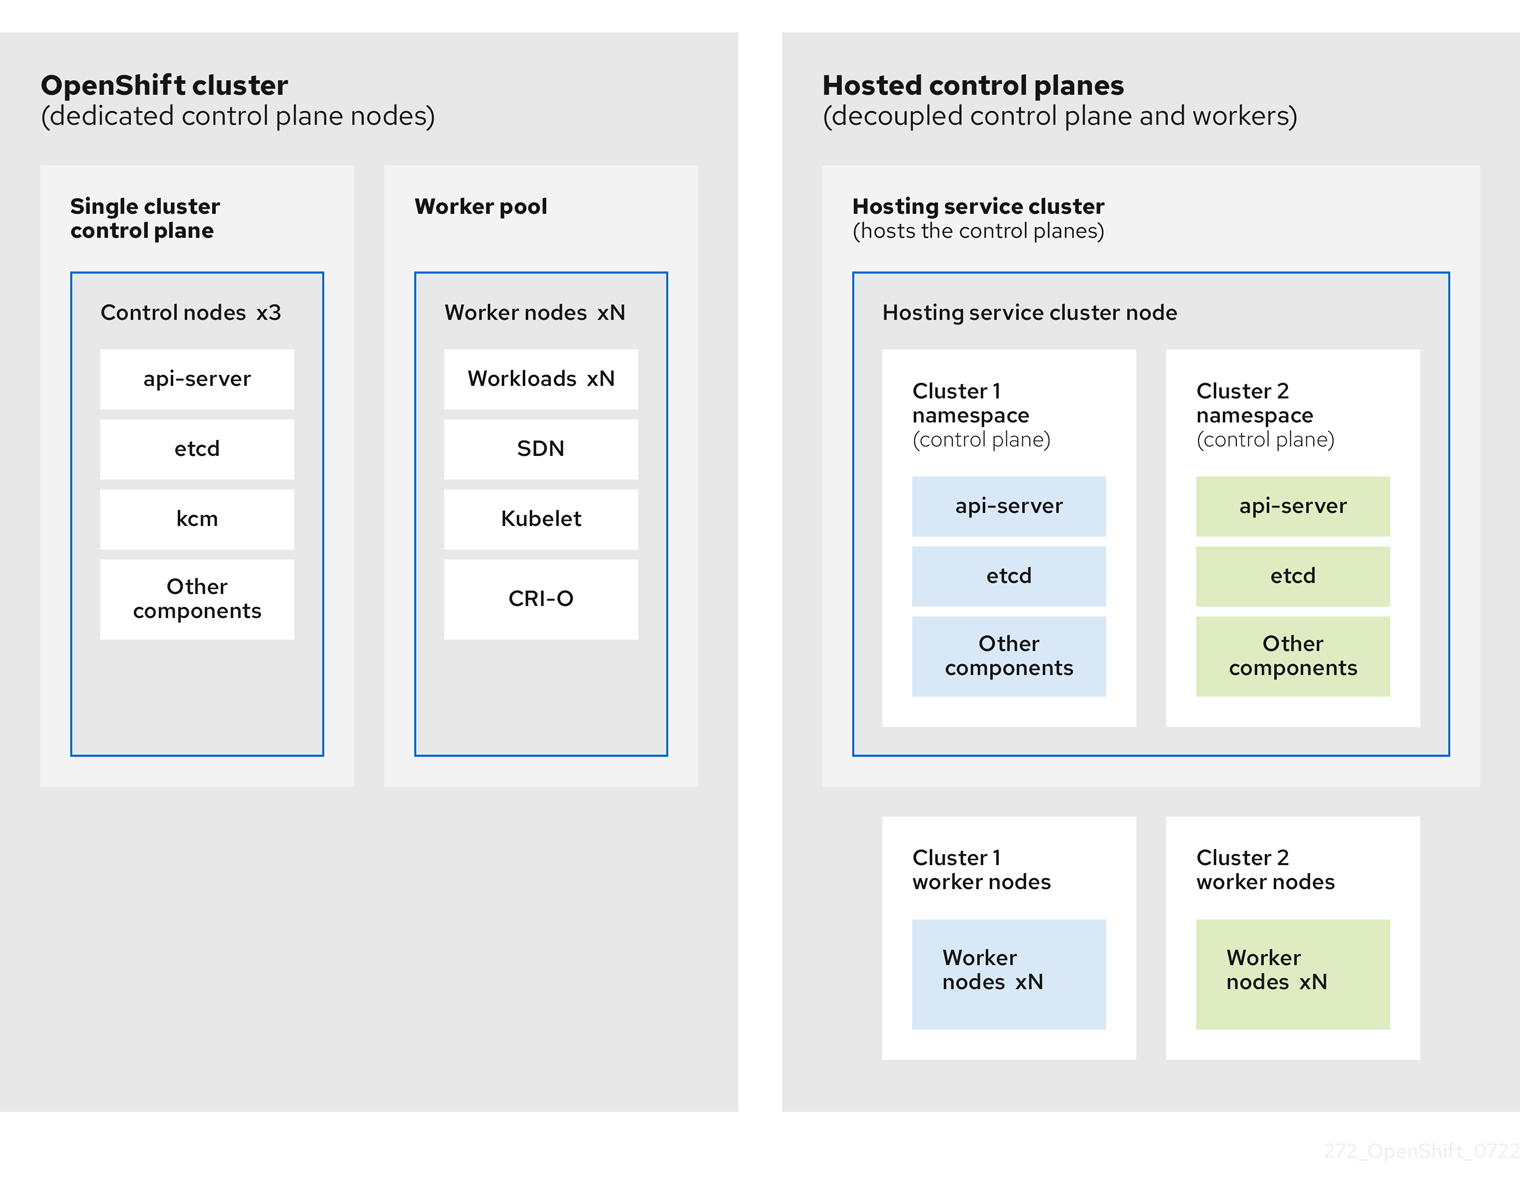 OpenShift cluster
(dedicated control plane nodes)
Single cluster
control plane
Control nodes x3
api-server
etcd
kcm
Other
components
Worker pool
Worker nodes xN
Workloads xN
SDN
Kubelet
CRI-O
Hosted control planes
(decoupled control plane and workers)
Hosting service cluster
(hosts the control planes)
Hosting service cluster node
Cluster 1
namespace
(control plane)
api-server
etcd
Other
components
Cluster 2
namespace
(control plane)
api-server
etcd
Other
components
Cluster 1
worker nodes
Worker
nodes xN
Cluster 2
worker nodes
Worker
nodes xN
272_OpenShift_0722